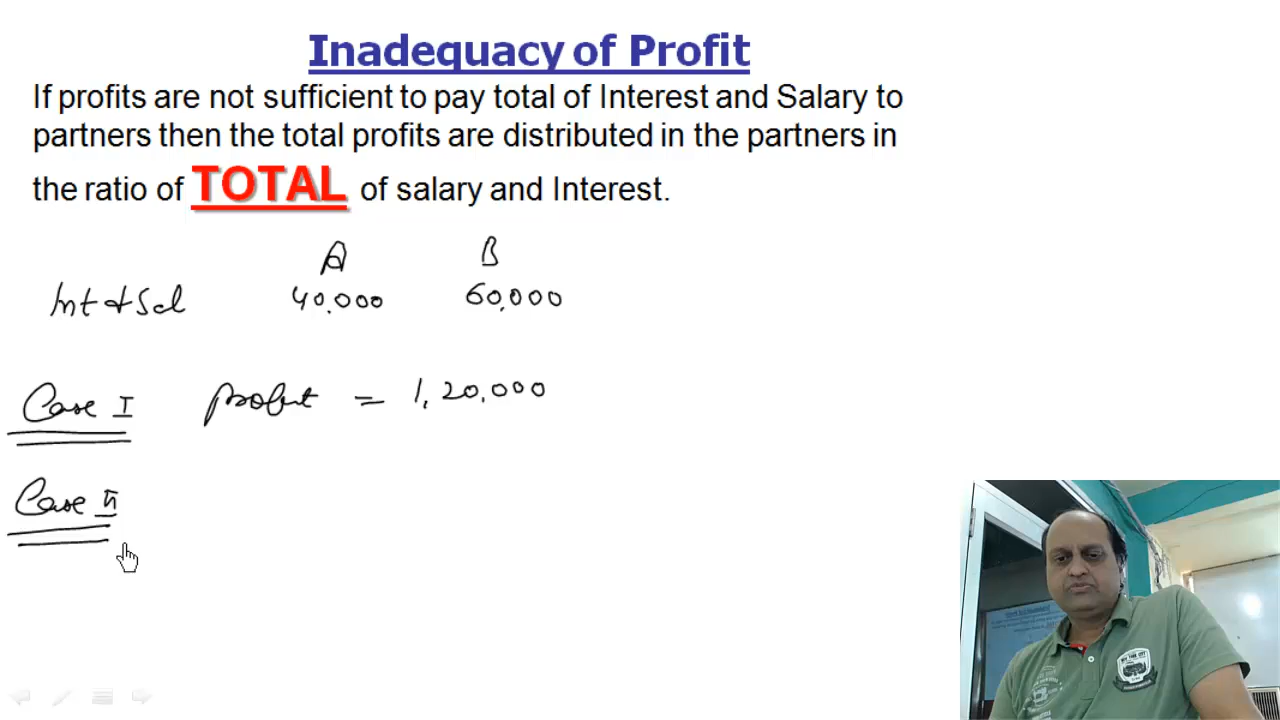 Inadequacy of Profit
If profits are not sufficient to pay total of Interest and Salary to
partners then the total profits are distributed in the partners in
the ratio of TOTAL of salary and Interest.
A B
Int & Sal 40,000 60,000
Case I Profit = 1,20,000
Case II